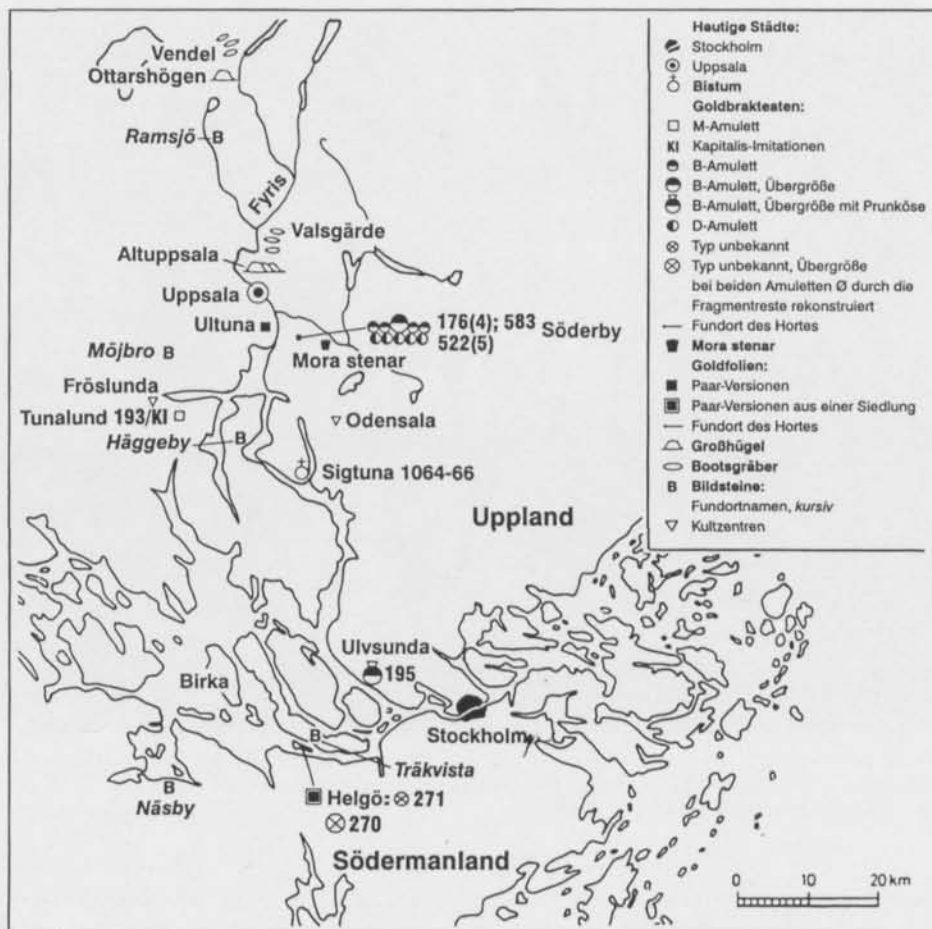 Vendel
Ottarshögen
Ramsjö B
Fyris
Valsgärde
Altuppsala
Uppsala
Ultuna
176(4); 583 Söderby
522(5)
Mora stenar
Möjbro B
Fröslunda
Tunalund 193/KI
Odensala
Häggeby B
Sigtuna 1064-66
Uppland
Ulvsunda
195
Birka
Stockholm
B
Träkvista
B
Näsby
Helgö: 271
270
Södermanland
0 10 20 km
Heutige Städte:
Stockholm
Uppsala
Bistum
Goldbrakteaten:
M-Amulett
KI Kapitalis-Imitationen
B-Amulett
B-Amulett, Übergröße
B-Amulett, Übergröße mit Prunköse
D-Amulett
Typ unbekannt
Typ unbekannt, Übergröße
bei beiden Amuletten Ø durch die
Fragmentreste rekonstruiert
Fundort des Hortes
Mora stenar
Goldfolien:
Paar-Versionen
Paar-Versionen aus einer Siedlung
Fundort des Hortes
Großhügel
Bootsgräber
B Bildsteine:
Fundortnamen, kursiv
Kultzentren